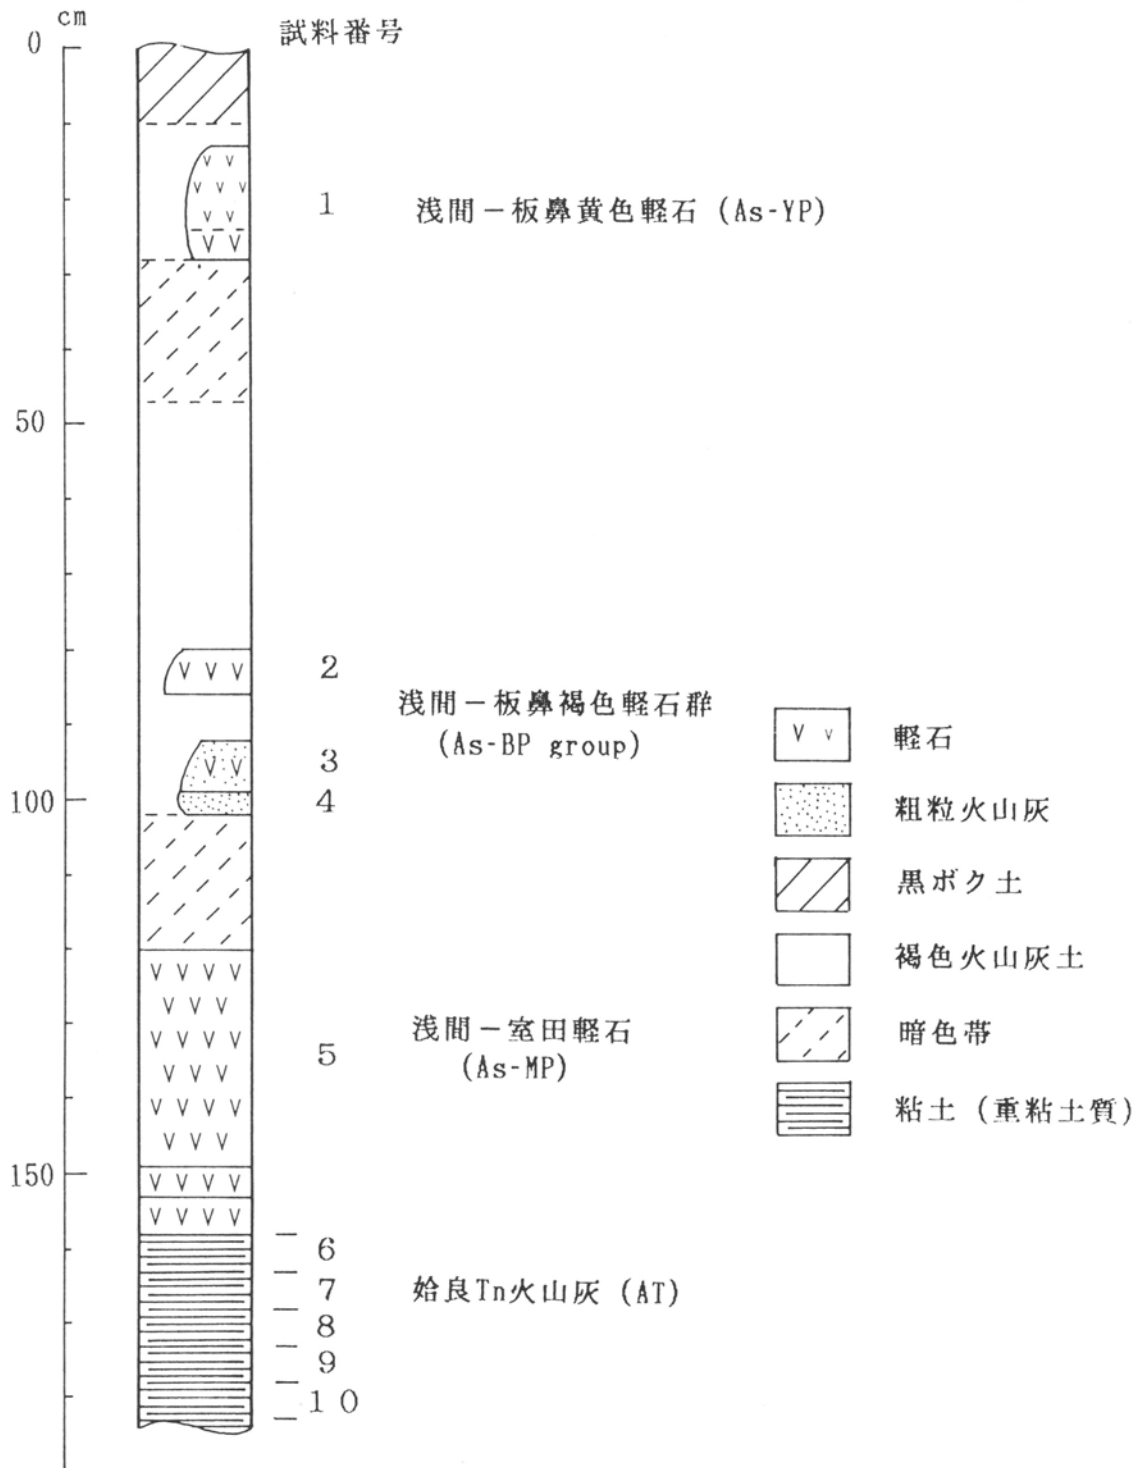 cm
試料番号
0
1
浅間－板鼻黄色軽石 (As-YP)
50
2
浅間－板鼻褐色軽石群
(As-BP group)
3
4
100
軽石
粗粒火山灰
黒ボク土
褐色火山灰土
暗色帯
粘土 (重粘土質)
5
浅間－室田軽石
(As-MP)
150
6
7
姶良Tn火山灰 (AT)
8
9
10